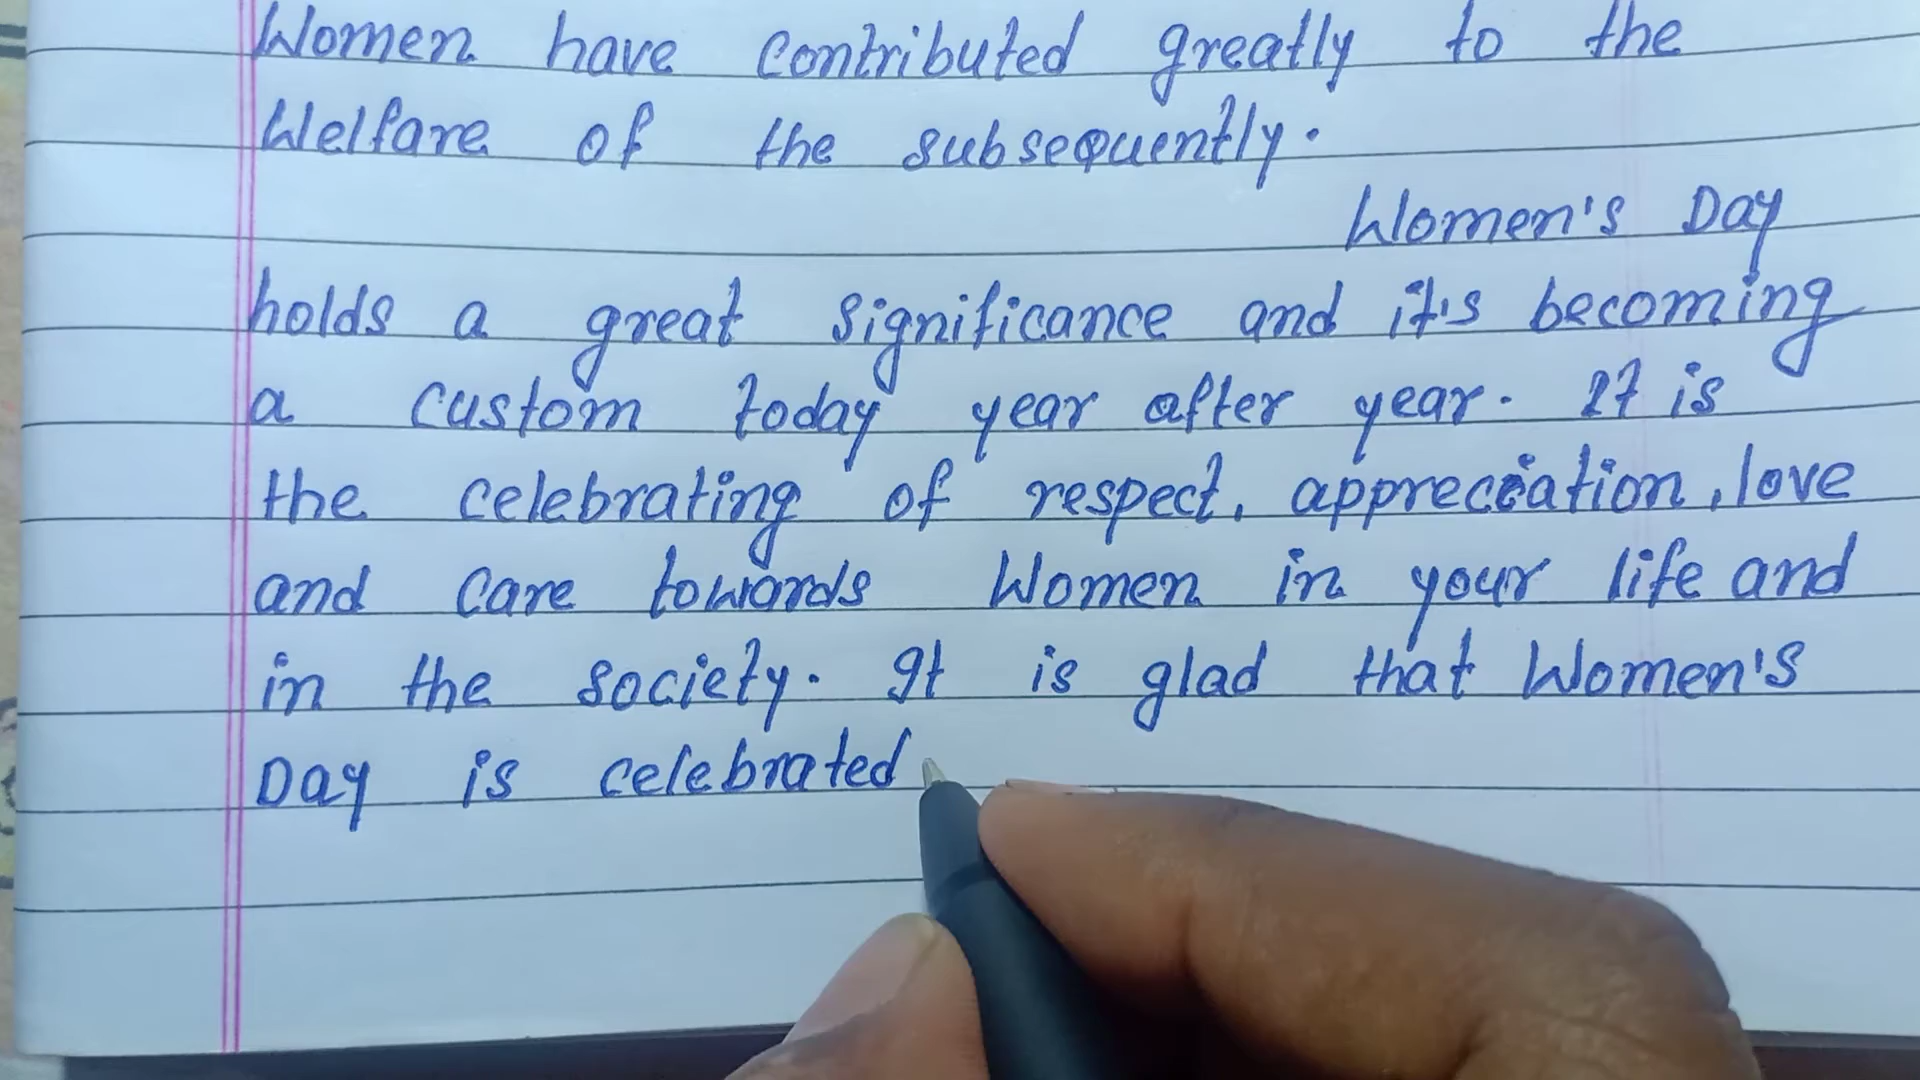 Women have contributed greatly to the
Welfare of the subsequently.
Women's Day
holds a great significance and it's becoming
a custom today year after year. It is
the celebrating of respect, appreciation, love
and care towards Women in your life and
in the society. It is glad that Women's
Day is celebrated